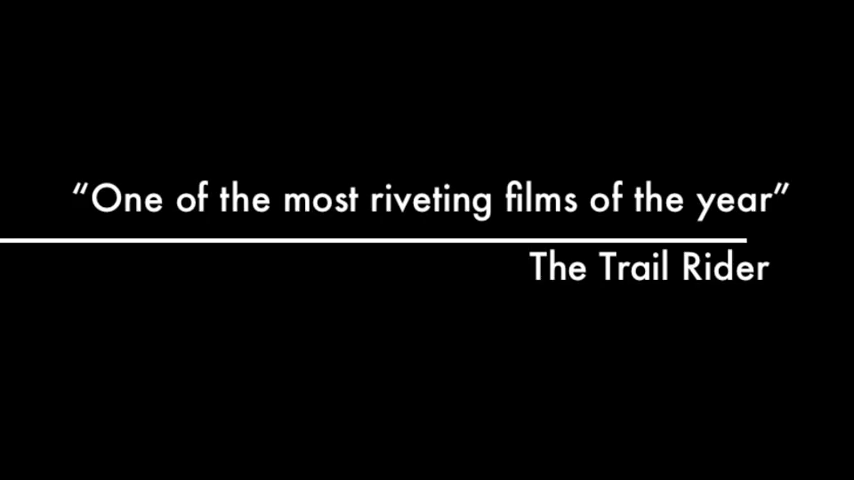 “One of the most riveting films of the year”
The Trail Rider